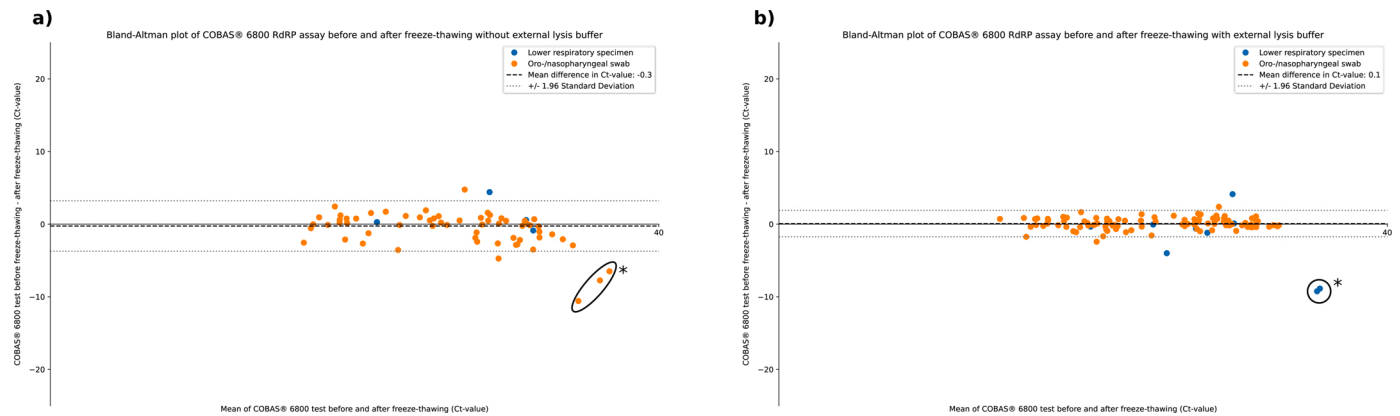 a)
Bland-Altman plot of COBAS® 6800 RdRP assay before and after freeze-thawing without external lysis buffer
Lower respiratory specimen
Oro-/nasopharyngeal swab
Mean difference in Ct-value: -0.3
+/- 1.96 Standard Deviation
COBAS® 6800 test before freeze-thawing - after freeze-thawing (Ct-value)
20
10
0
−10
−20
40
*
Mean of COBAS® 6800 test before and after freeze-thawing (Ct-value)
b)
Bland-Altman plot of COBAS® 6800 RdRP assay before and after freeze-thawing with external lysis buffer
Lower respiratory specimen
Oro-/nasopharyngeal swab
Mean difference in Ct-value: 0.1
+/- 1.96 Standard Deviation
COBAS® 6800 test before freeze-thawing - after freeze-thawing (Ct-value)
20
10
0
−10
−20
40
*
Mean of COBAS® 6800 test before and after freeze-thawing (Ct-value)